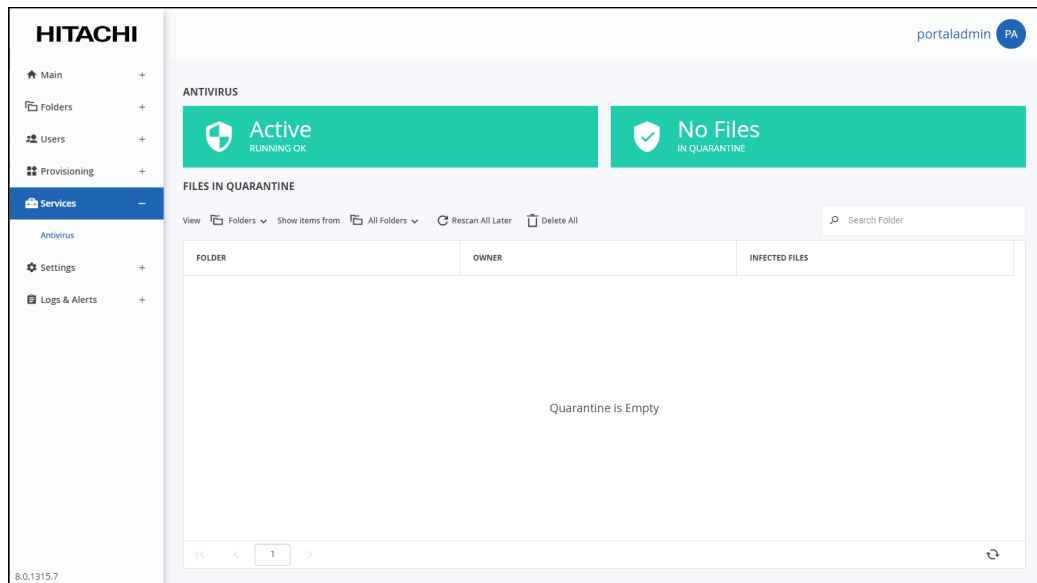 HITACHI
portaladmin PA
Main +
Folders +
Users +
Provisioning +
Services −
Antivirus
Settings +
Logs & Alerts +
8.0.1315.7
ANTIVIRUS
Active
RUNNING OK
No Files
IN QUARANTINE
FILES IN QUARANTINE
View Folders Show items from All Folders Rescan All Later Delete All Search Folder
FOLDER OWNER INFECTED FILES
Quarantine is Empty
1